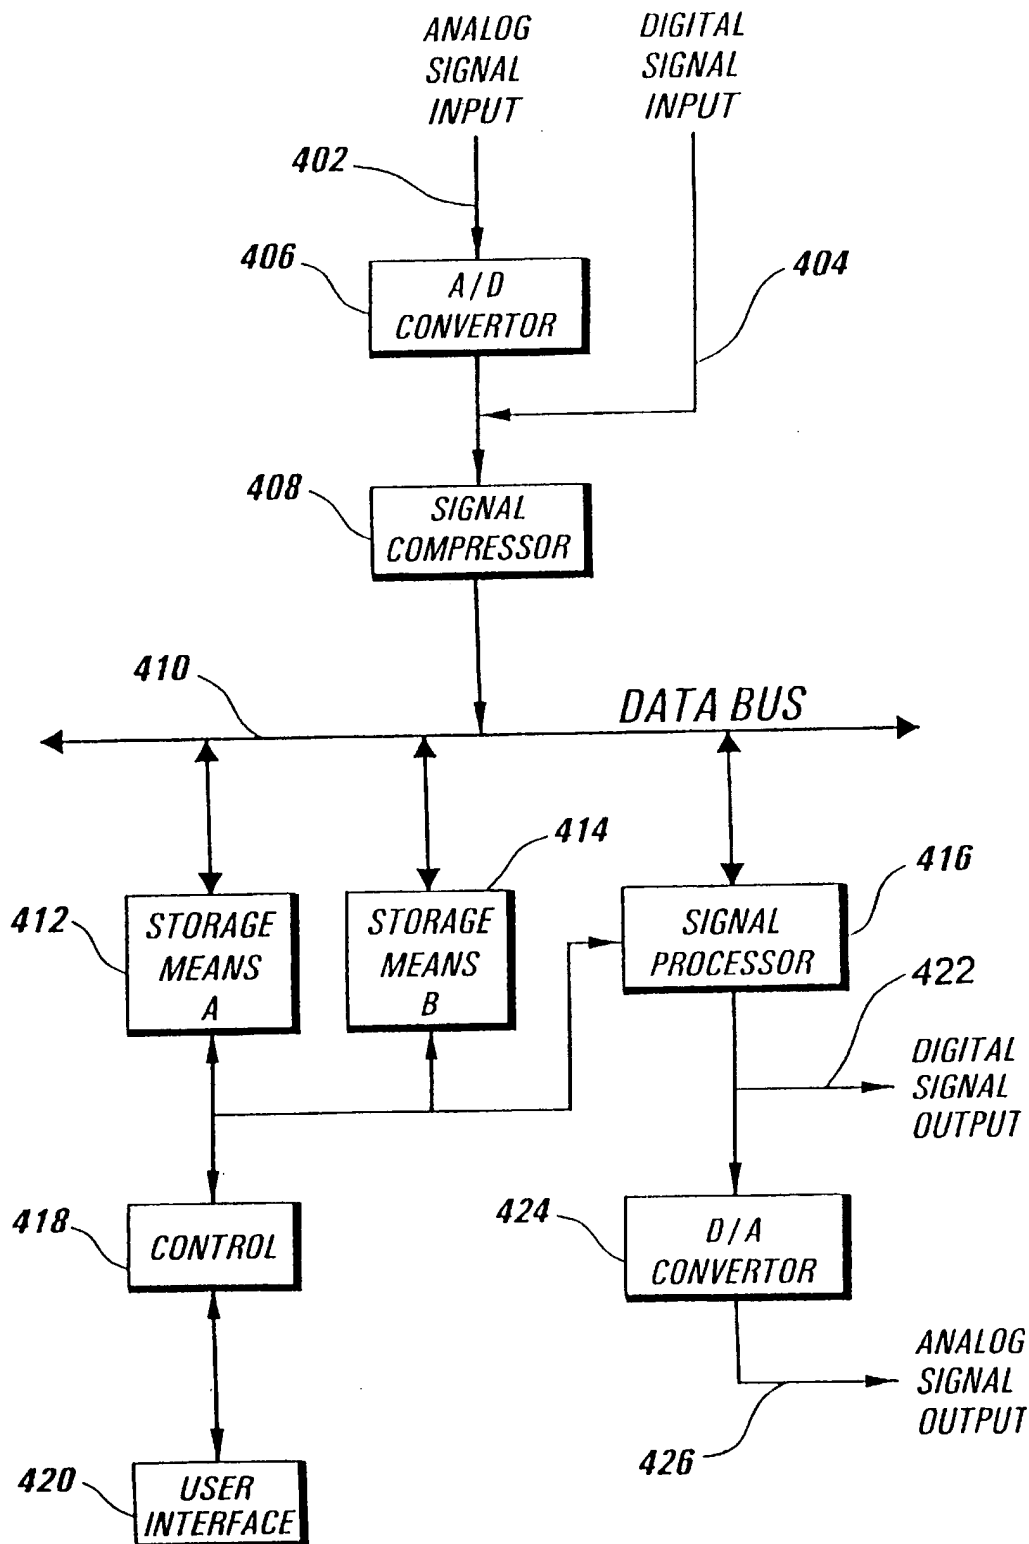 ANALOG
SIGNAL
INPUT
DIGITAL
SIGNAL
INPUT
402
406
A/D
CONVERTOR
404
408
SIGNAL
COMPRESSOR
410
DATA BUS
412
STORAGE
MEANS
A
414
STORAGE
MEANS
B
416
SIGNAL
PROCESSOR
422
DIGITAL
SIGNAL
OUTPUT
418
CONTROL
424
D/A
CONVERTOR
ANALOG
SIGNAL
OUTPUT
426
420
USER
INTERFACE